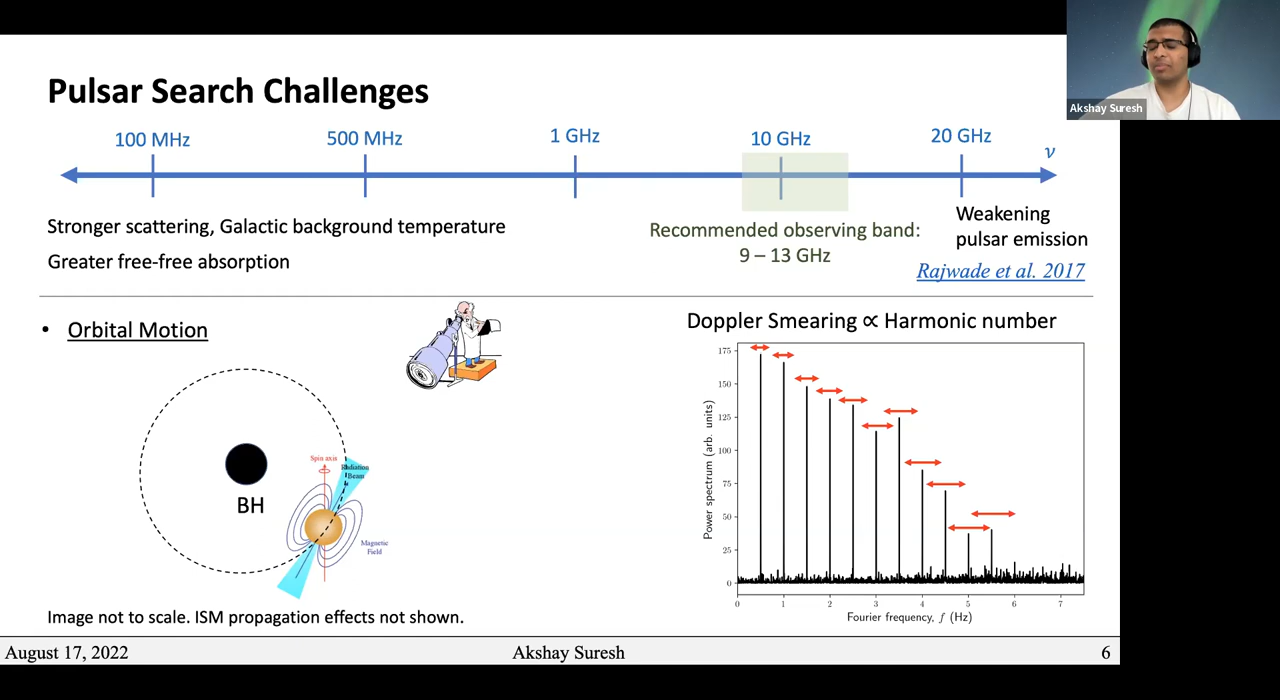 Akshay Suresh
Pulsar Search Challenges
100 MHz
500 MHz
1 GHz
10 GHz
20 GHz
ν
Stronger scattering, Galactic background temperature
Greater free-free absorption
Recommended observing band:
9 – 13 GHz
Weakening
pulsar emission
Rajwade et al. 2017
• Orbital Motion
BH
Spin axis
Radiation
Beam
Magnetic
Field
Image not to scale. ISM propagation effects not shown.
Doppler Smearing ∝ Harmonic number
Power spectrum (arb. units)
175
150
125
100
75
50
25
0
0 1 2 3 4 5 6 7
Fourier frequency, f (Hz)
August 17, 2022
Akshay Suresh
6